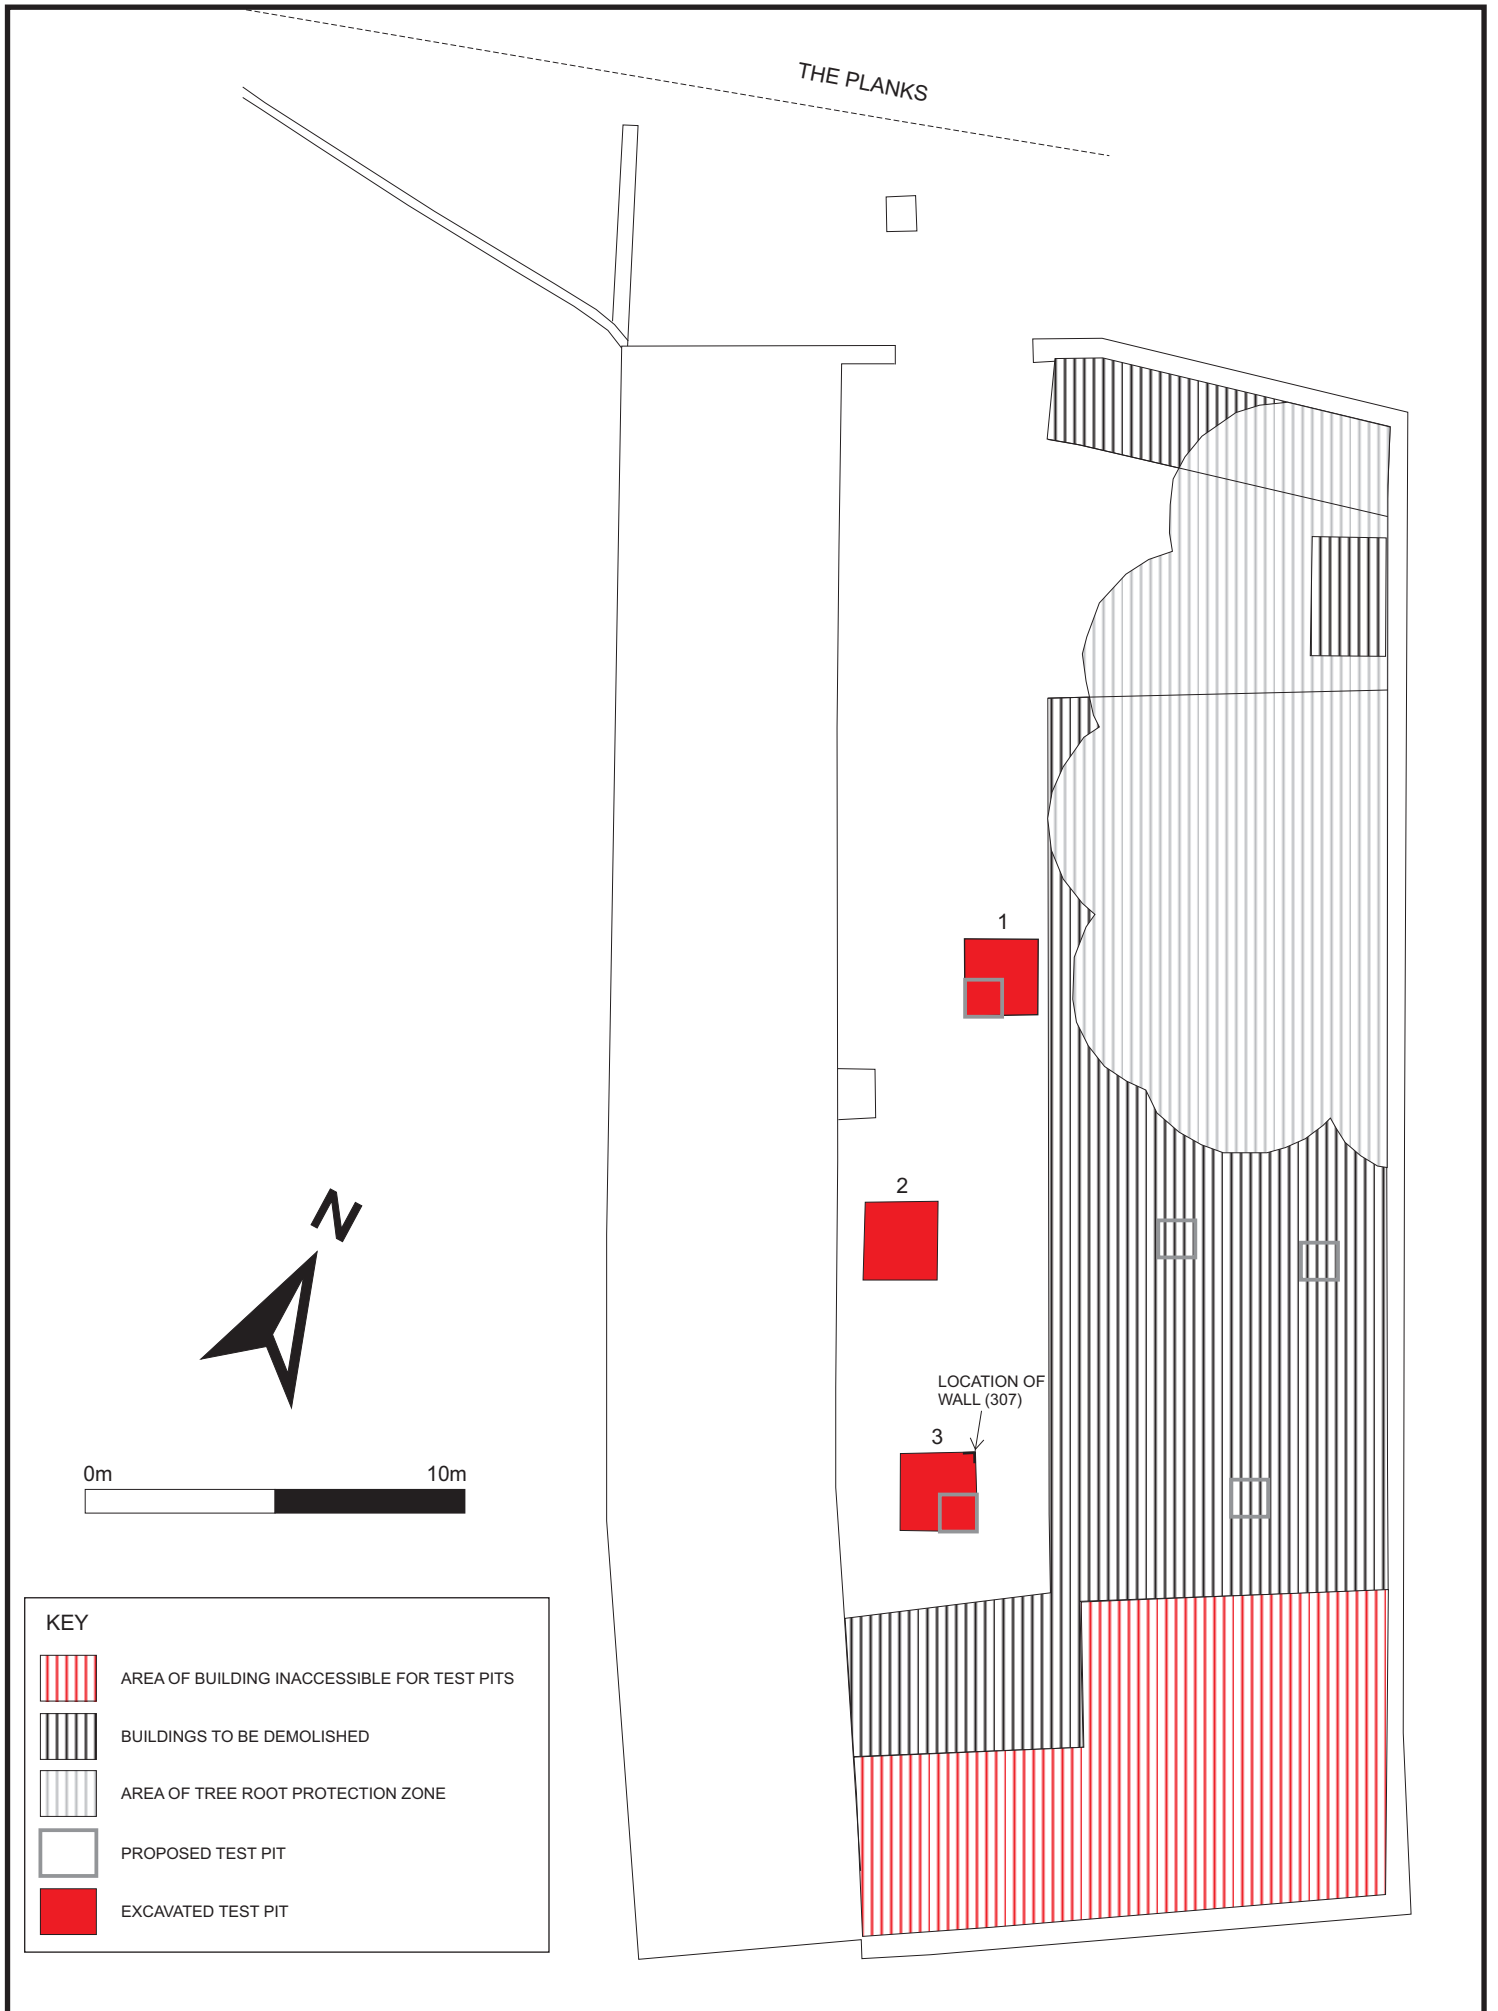 THE PLANKS
1
2
N
LOCATION OF
WALL (307)
3
0m 10m
KEY
AREA OF BUILDING INACCESSIBLE FOR TEST PITS
BUILDINGS TO BE DEMOLISHED
AREA OF TREE ROOT PROTECTION ZONE
PROPOSED TEST PIT
EXCAVATED TEST PIT